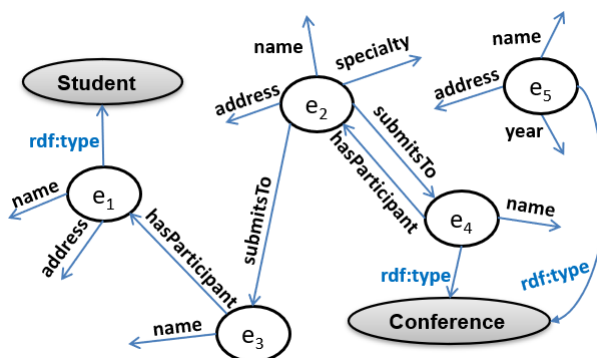 name
specialty
name
Student
address
e2
address
e5
submitsTo
year
rdf:type
hasParticipant
name
e1
hasParticipant
submitsTo
e4
name
address
rdf:type
rdf:type
name
e3
Conference